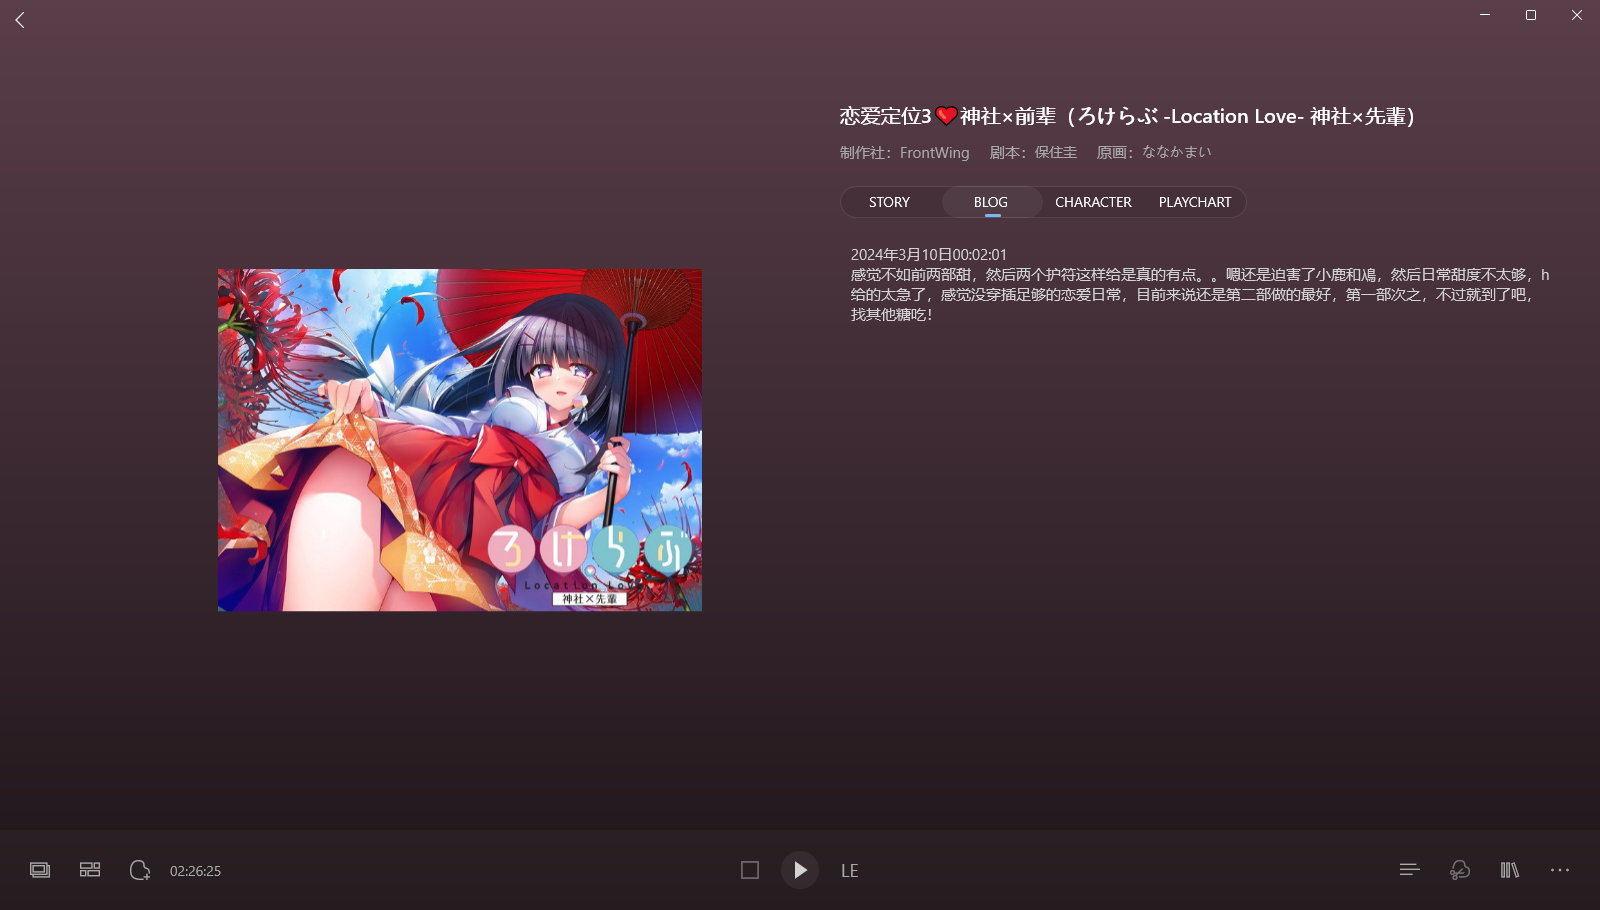 恋爱定位3❤神社×前辈（ろけらぶ -Location Love- 神社×先輩）
制作社：FrontWing 剧本：保住圭 原画：ななかまい
STORY BLOG CHARACTER PLAYCHART
2024年3月10日00:02:01
感觉不如前两部甜，然后两个护符这样给是真的有点。。嗯还是迫害了小鹿和鳰，然后日常甜度不太够，h
给的太急了，感觉没穿插足够的恋爱日常，目前来说还是第二部做的最好，第一部次之，不过就到了吧，
找其他糖吃！
ろけらぶ
Location Love
神社×先輩
02:26:25
LE